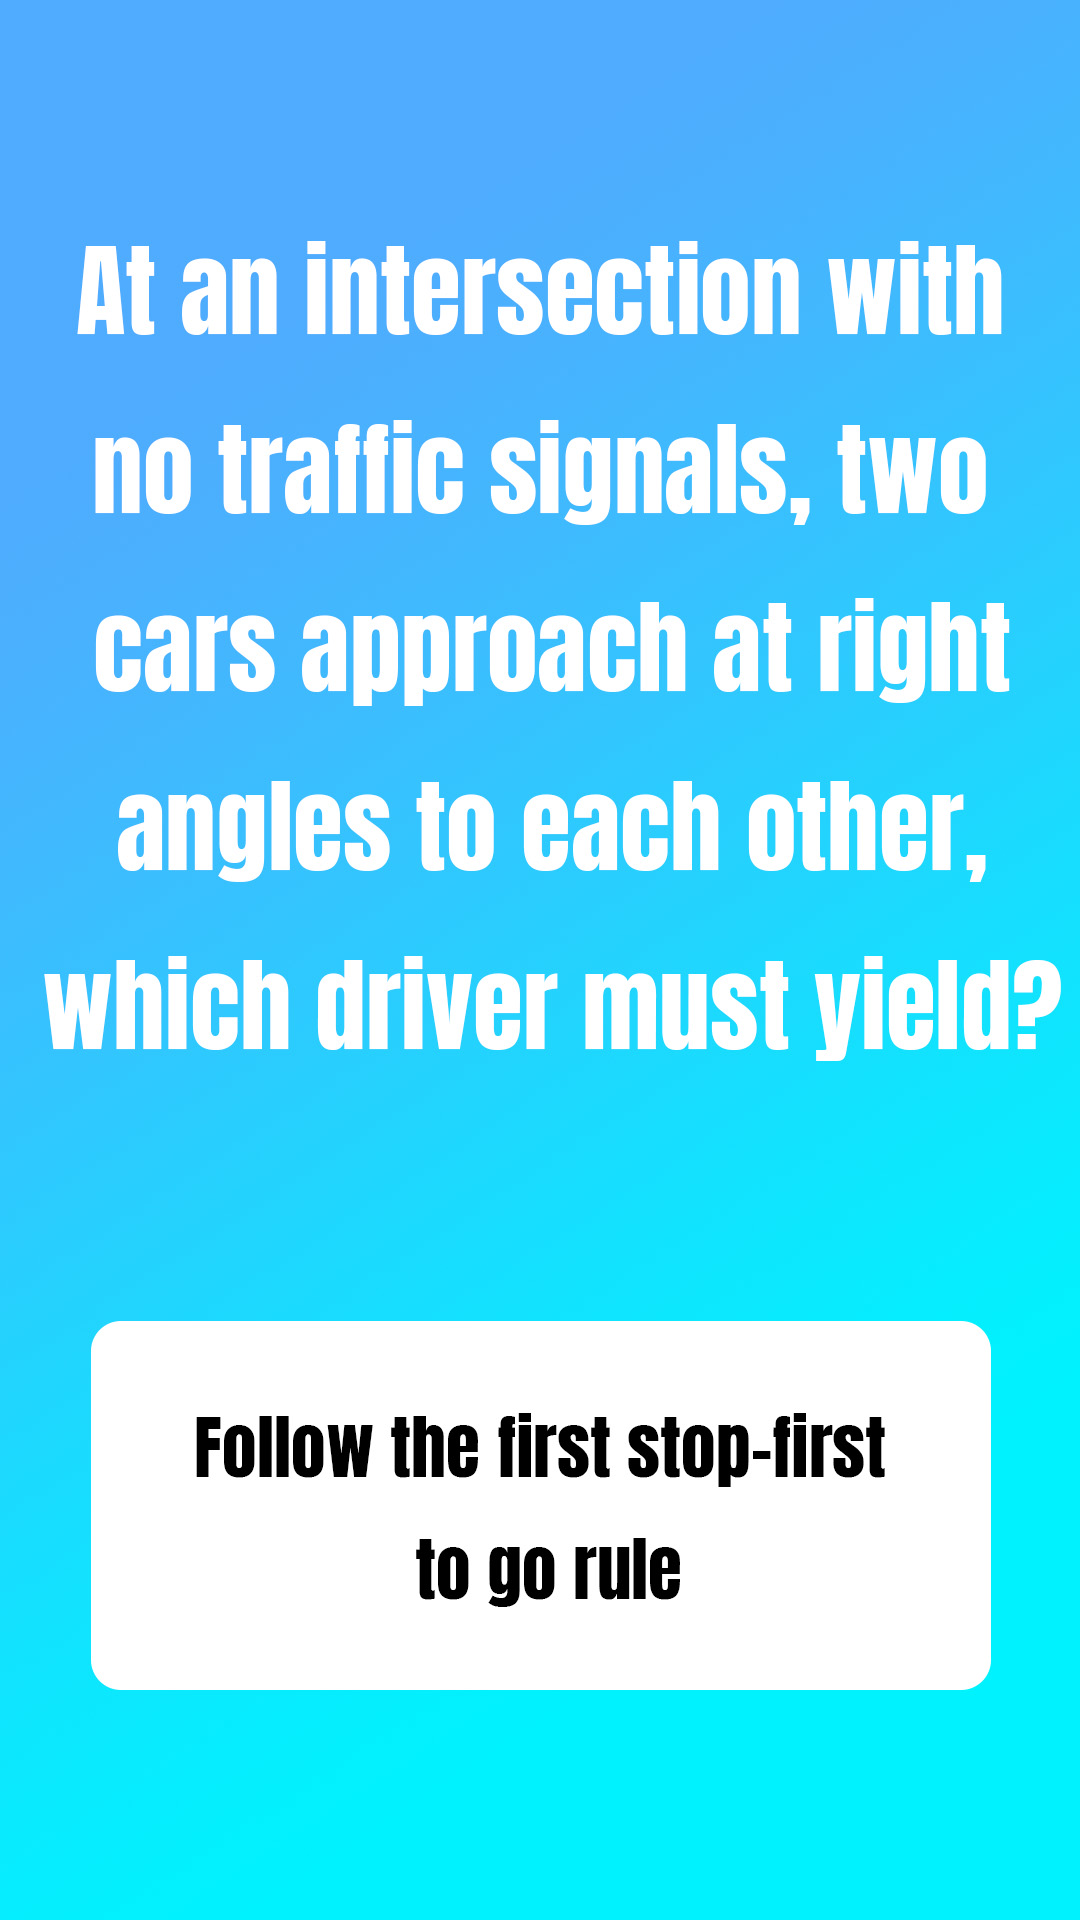 At an intersection with
no traffic signals, two
cars approach at right
angles to each other,
which driver must yield?
Follow the first stop-first
to go rule